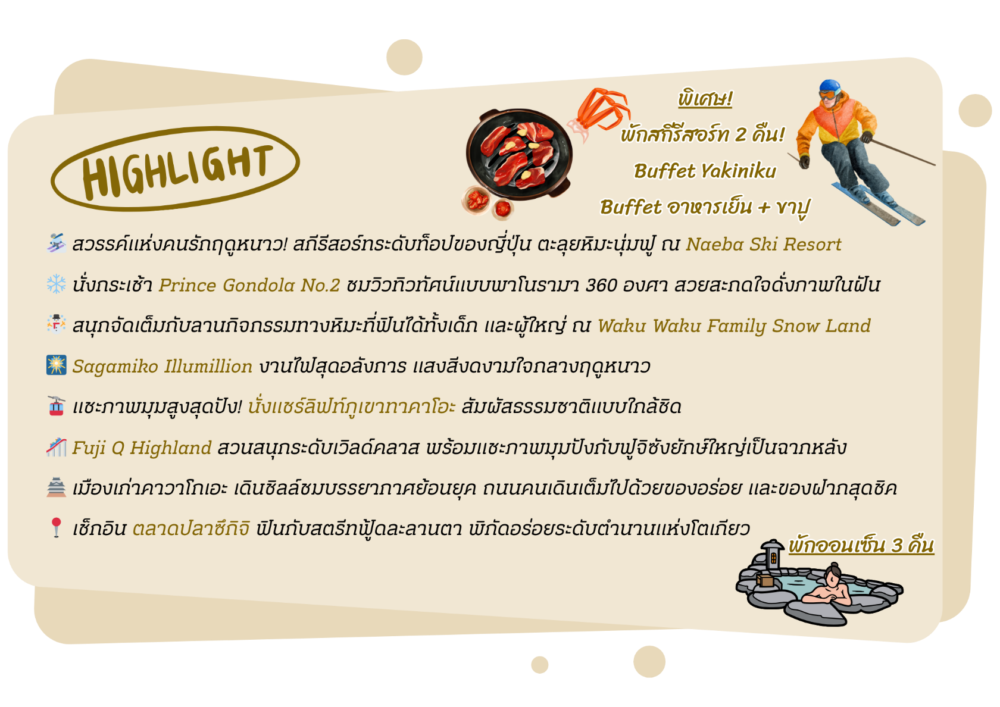 HIGHLIGHT
พิเศษ!
พักสกีรีสอร์ท 2 คืน!
Buffet Yakiniku
Buffet อาหารเย็น + ขาปู
สวรรค์แห่งคนรักฤดูหนาว! สกีรีสอร์ทระดับท็อปของญี่ปุ่น ตะลุยหิมะนุ่มฟู ณ Naeba Ski Resort
นั่งกระเช้า Prince Gondola No.2 ชมวิวทิวทัศน์แบบพาโนรามา 360 องศา สวยสะกดใจดั่งภาพในฝัน
สนุกจัดเต็มกับลานกิจกรรมทางหิมะที่ฟินได้ทั้งเด็ก และผู้ใหญ่ ณ Waku Waku Family Snow Land
Sagamiko Illumillion งานไฟสุดอลังการ แสงสีงดงามใจกลางฤดูหนาว
แชะภาพมุมสูงสุดปัง! นั่งแชร์ลิฟท์ภูเขาทาคาโอะ สัมผัสธรรมชาติแบบใกล้ชิด
Fuji Q Highland สวนสนุกระดับเวิลด์คลาส พร้อมแชะภาพมุมปังกับฟูจิซังยักษ์ใหญ่เป็นฉากหลัง
เมืองเก่าคาวาโกเอะ เดินชิลล์ชมบรรยากาศย้อนยุค ถนนคนเดินเต็มไปด้วยของอร่อย และของฝากสุดชิค
เช็กอิน ตลาดปลาซึกิจิ ฟินกับสตรีทฟู้ดละลานตา พิกัดอร่อยระดับตำนานแห่งโตเกียว
พักออนเซ็น 3 คืน